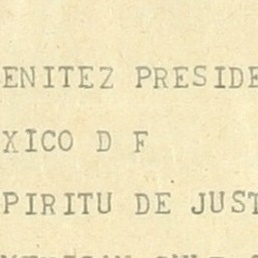 ENITEZ PRESIDE
XICO D F
PIRITU DE JUST